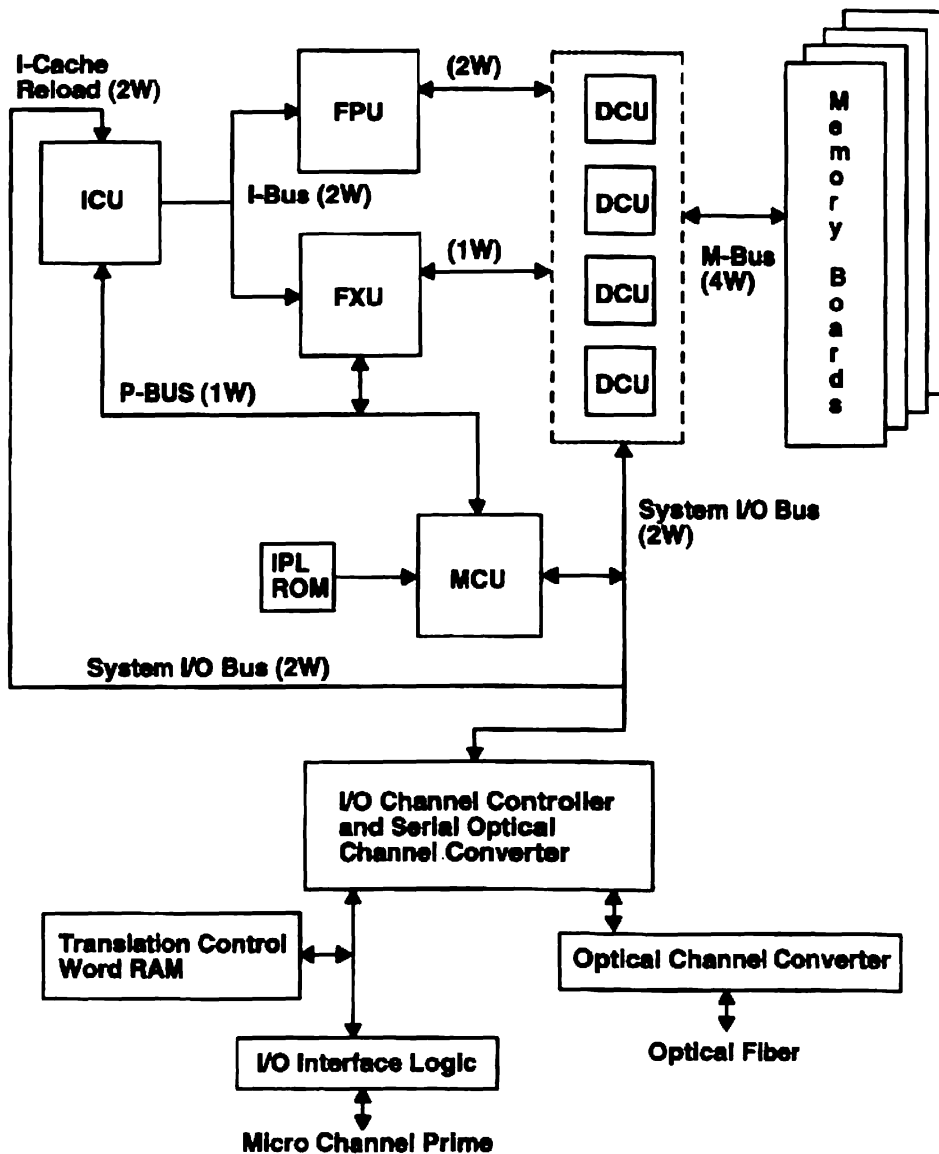 I-Cache
Reload (2W)
ICU
FPU
(2W)
I-Bus (2W)
FXU
(1W)
DCU
DCU
DCU
DCU
M-Bus
(4W)
Memory Boards
P-BUS (1W)
System I/O Bus
(2W)
IPL
ROM
MCU
System I/O Bus (2W)
I/O Channel Controller
and Serial Optical
Channel Converter
Translation Control
Word RAM
Optical Channel Converter
I/O Interface Logic
Optical Fiber
Micro Channel Prime